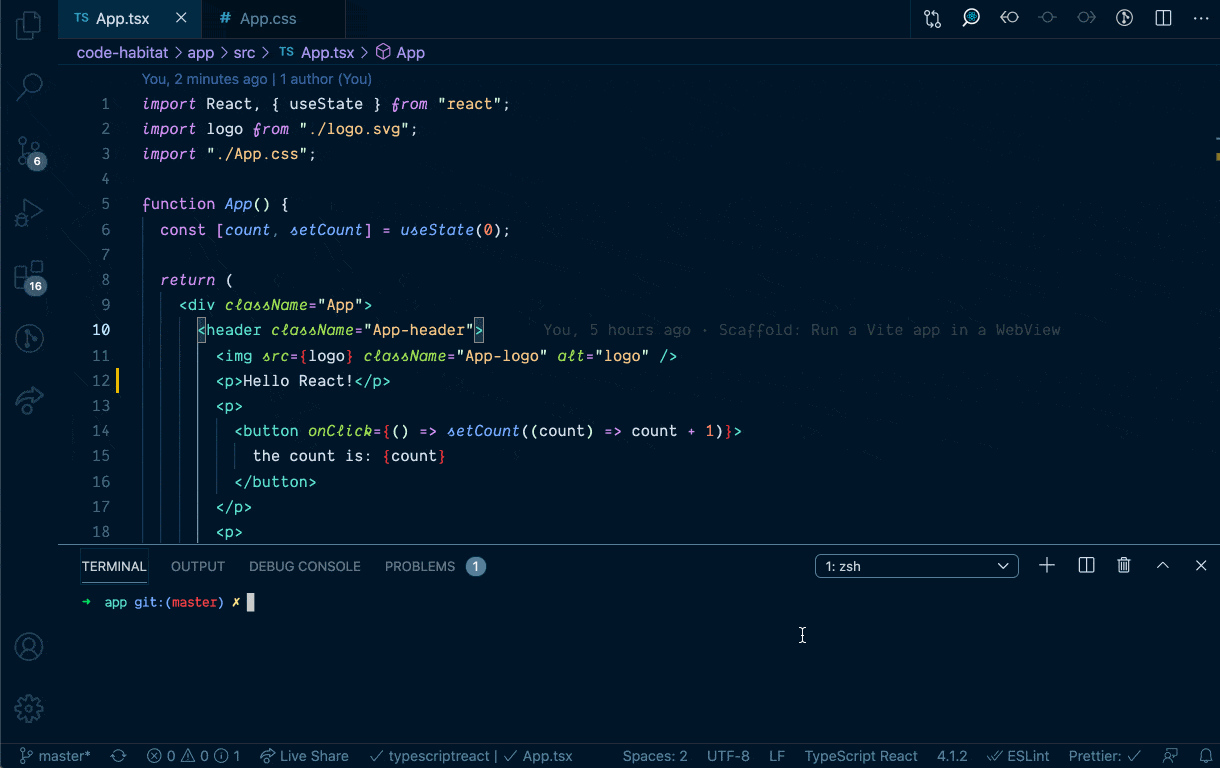 TS App.tsx # App.css
code-habitat > app > src > TS App.tsx > App
You, 2 minutes ago | 1 author (You)
1 import React, { useState } from "react";
2 import logo from "./logo.svg";
3 import "./App.css";
4
5 function App() {
6 const [count, setCount] = useState(0);
7
8 return (
9 <div className="App">
10 <header className="App-header"> You, 5 hours ago · Scaffold: Run a Vite app in a WebView
11 <img src={logo} className="App-logo" alt="logo" />
12 <p>Hello React!</p>
13 <p>
14 <button onClick={() => setCount((count) => count + 1)}>
15 the count is: {count}
16 </button>
17 </p>
18 <p>
6
16
TERMINAL OUTPUT DEBUG CONSOLE PROBLEMS 1 1: zsh
➜ app git:(master) ✗
master* 0 0 1 Live Share ✓ typescriptreact | ✓ App.tsx Spaces: 2 UTF-8 LF TypeScript React 4.1.2 ESLint Prettier: ✓